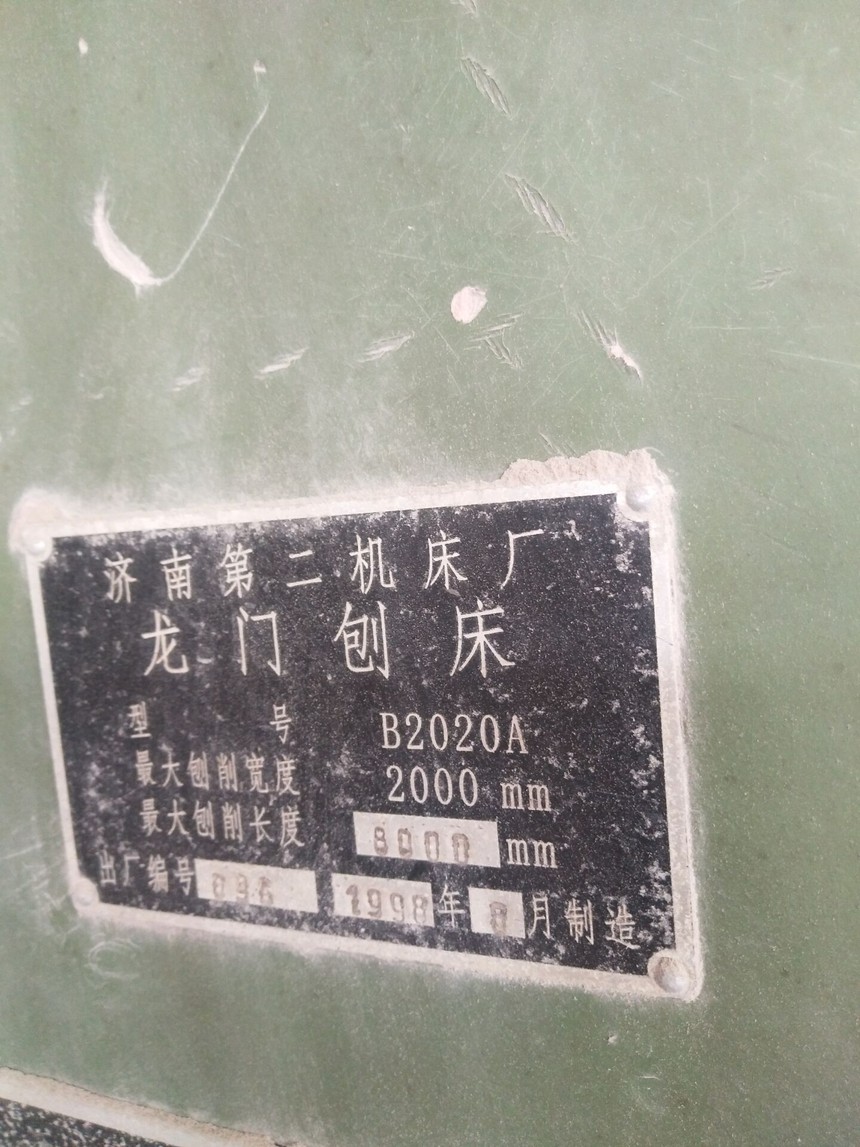 济南第二机床厂
龙门刨床
型号 B2020A
最大刨削宽度 2000 mm
最大刨削长度 8000 mm
出厂编号 096 1998年 月制造